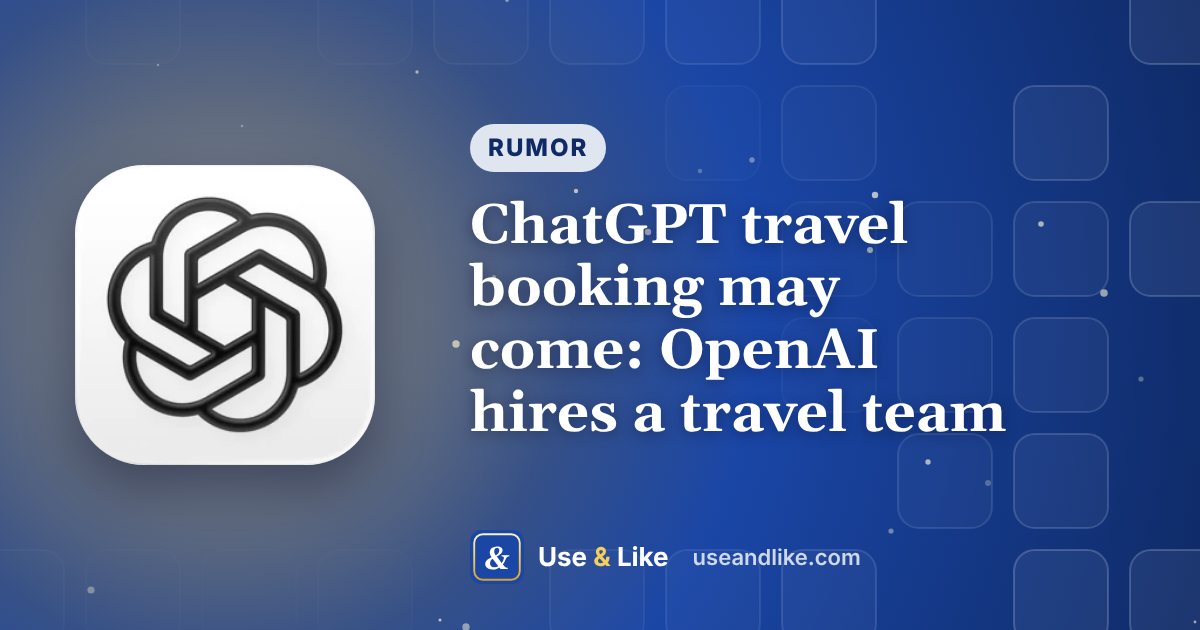 RUMOR
ChatGPT travel
booking may
come: OpenAI
hires a travel team
& Use & Like useandlike.com